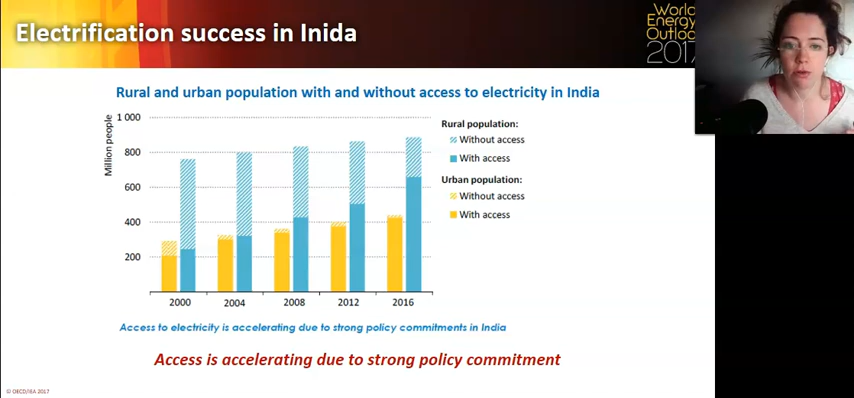 Electrification success in Inida
World
Energy
Outlook
2017
Rural and urban population with and without access to electricity in India
Million people
1 000
800
600
400
200
2000 2004 2008 2012 2016
Rural population:
Without access
With access
Urban population:
Without access
With access
Access to electricity is accelerating due to strong policy commitments in India
Access is accelerating due to strong policy commitment
© OECD/IEA 2017